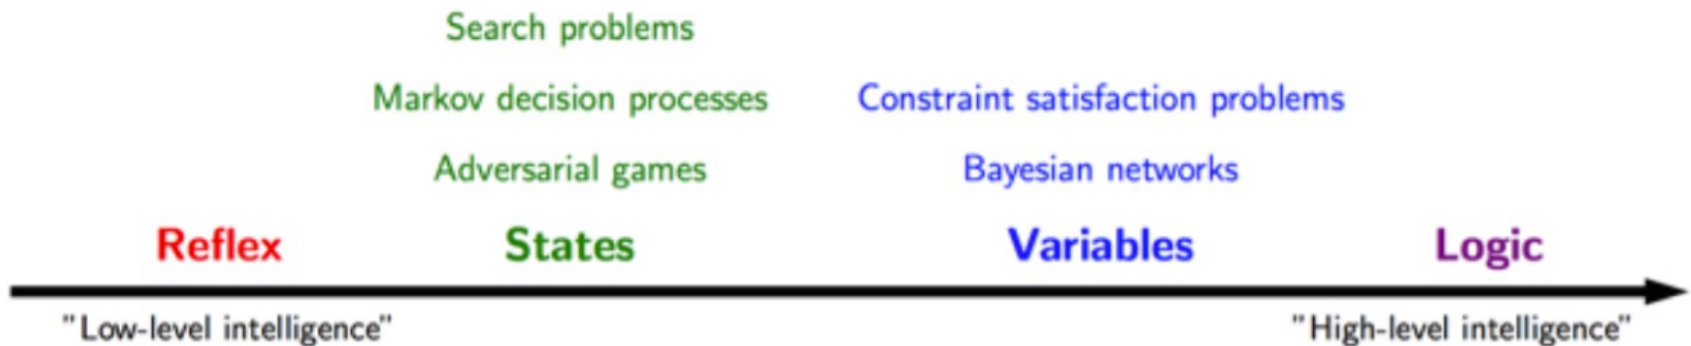 Search problems
Markov decision processes Constraint satisfaction problems
Adversarial games Bayesian networks
Reflex States Variables Logic
"Low-level intelligence" "High-level intelligence"